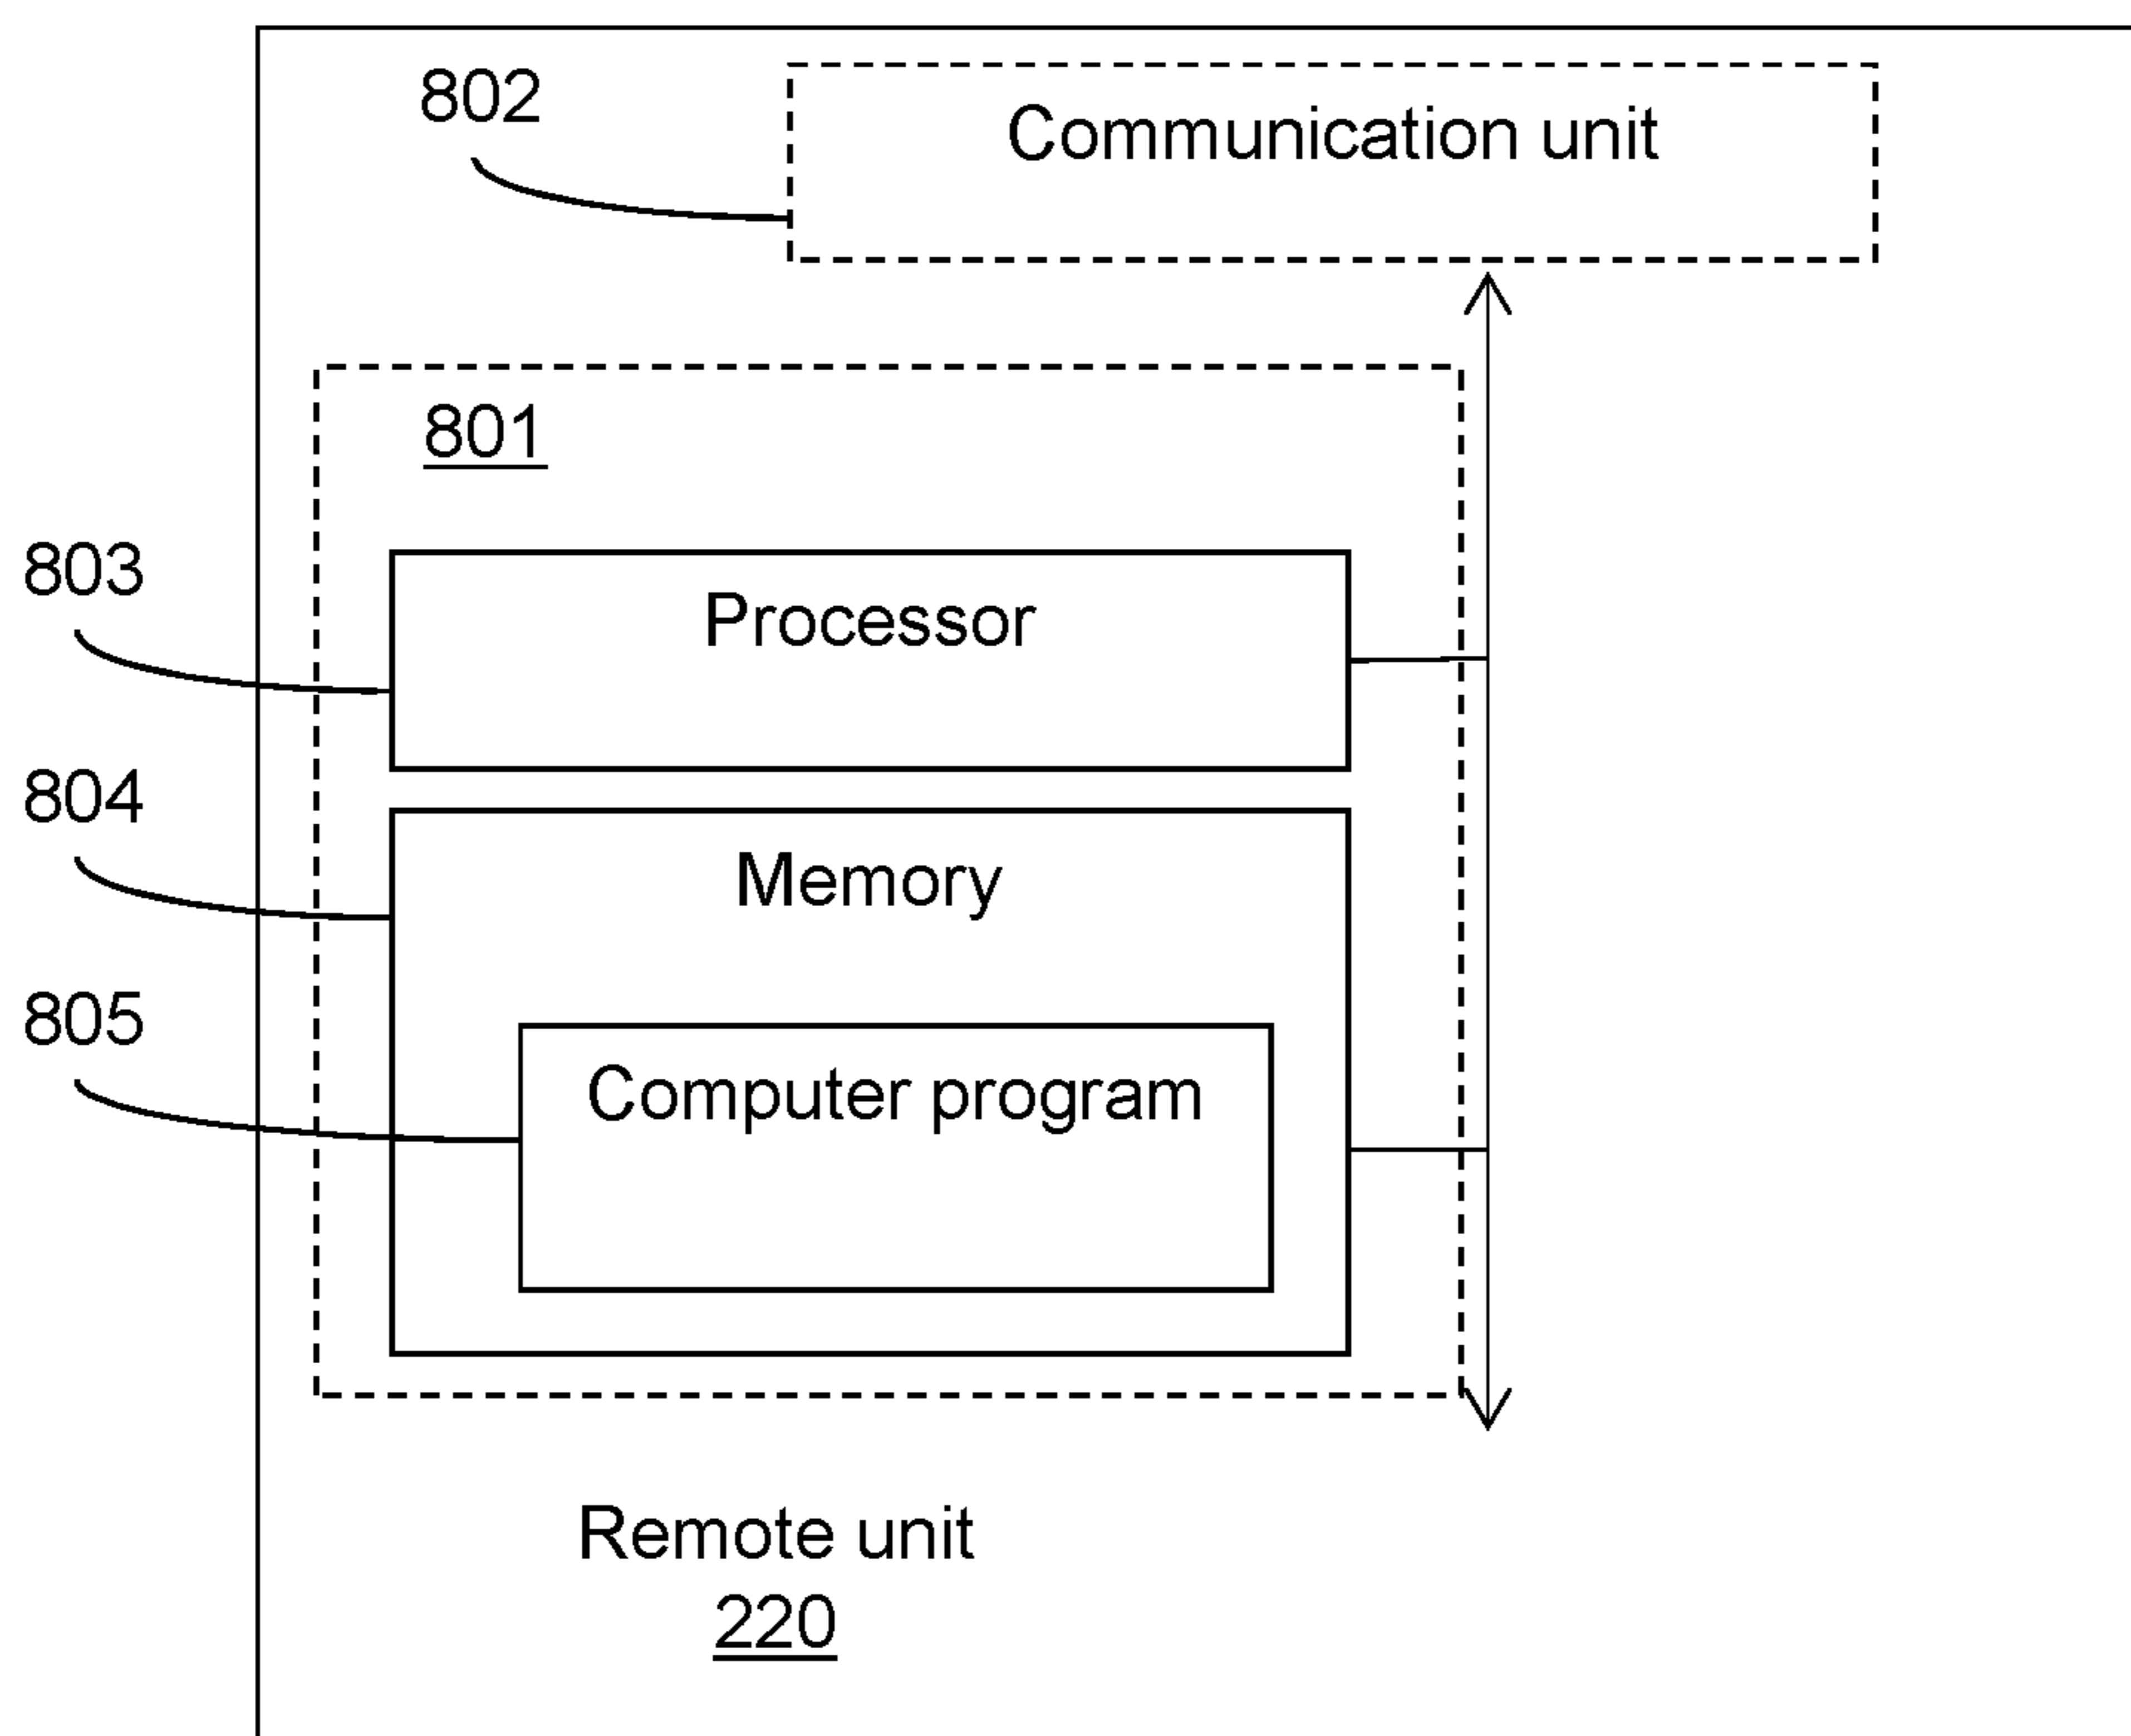 802
Communication unit
801
803
Processor
804
Memory
805
Computer program
Remote unit
220